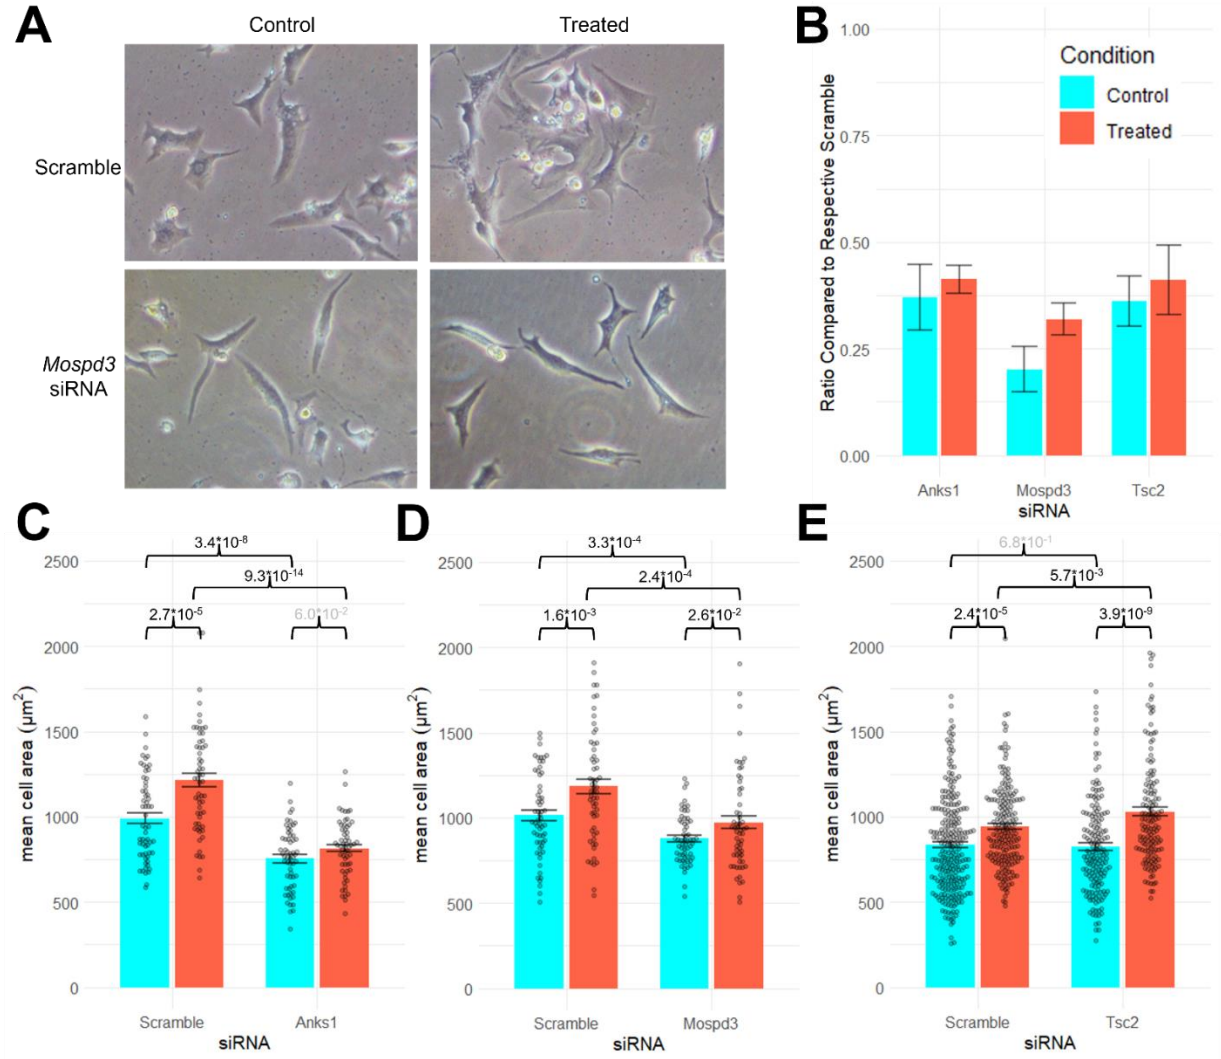 A
Control
Treated
Scramble
Mospd3
siRNA
B
1.00
0.75
0.50
0.25
0.00
Ratio Compared to Respective Scramble
Condition
Control
Treated
Anks1
Mospd3
Tsc2
siRNA
C
3.4*10-8
9.3*10-14
2.7*10-5
6.0*10-2
2500
2000
1500
1000
500
0
mean cell area (µm2)
Scramble
Anks1
siRNA
D
3.3*10-4
2.4*10-4
1.6*10-3
2.6*10-2
2500
2000
1500
1000
500
0
mean cell area (µm2)
Scramble
Mospd3
siRNA
E
6.8*10-1
5.7*10-3
2.4*10-5
3.9*10-9
2500
2000
1500
1000
500
0
mean cell area (µm2)
Scramble
Tsc2
siRNA